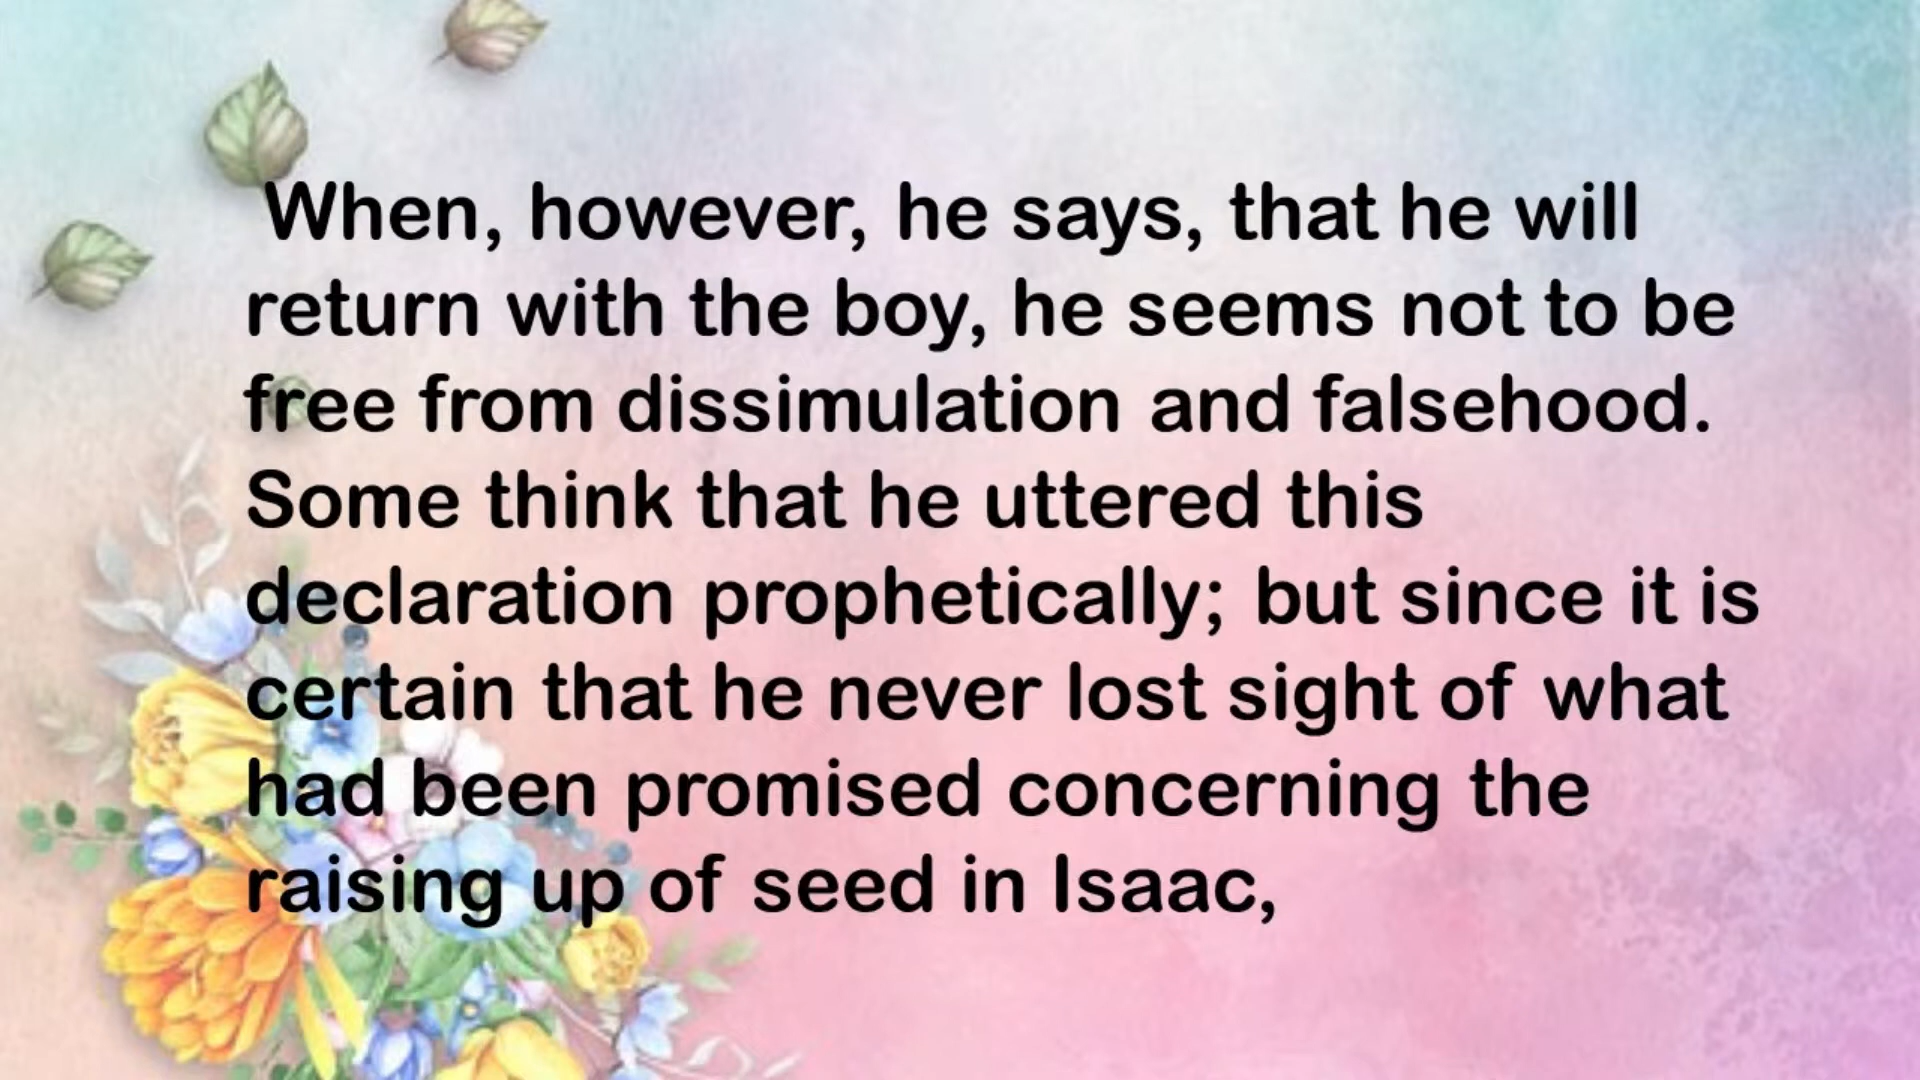 When, however, he says, that he will
return with the boy, he seems not to be
free from dissimulation and falsehood.
Some think that he uttered this
declaration prophetically; but since it is
certain that he never lost sight of what
had been promised concerning the
raising up of seed in Isaac,